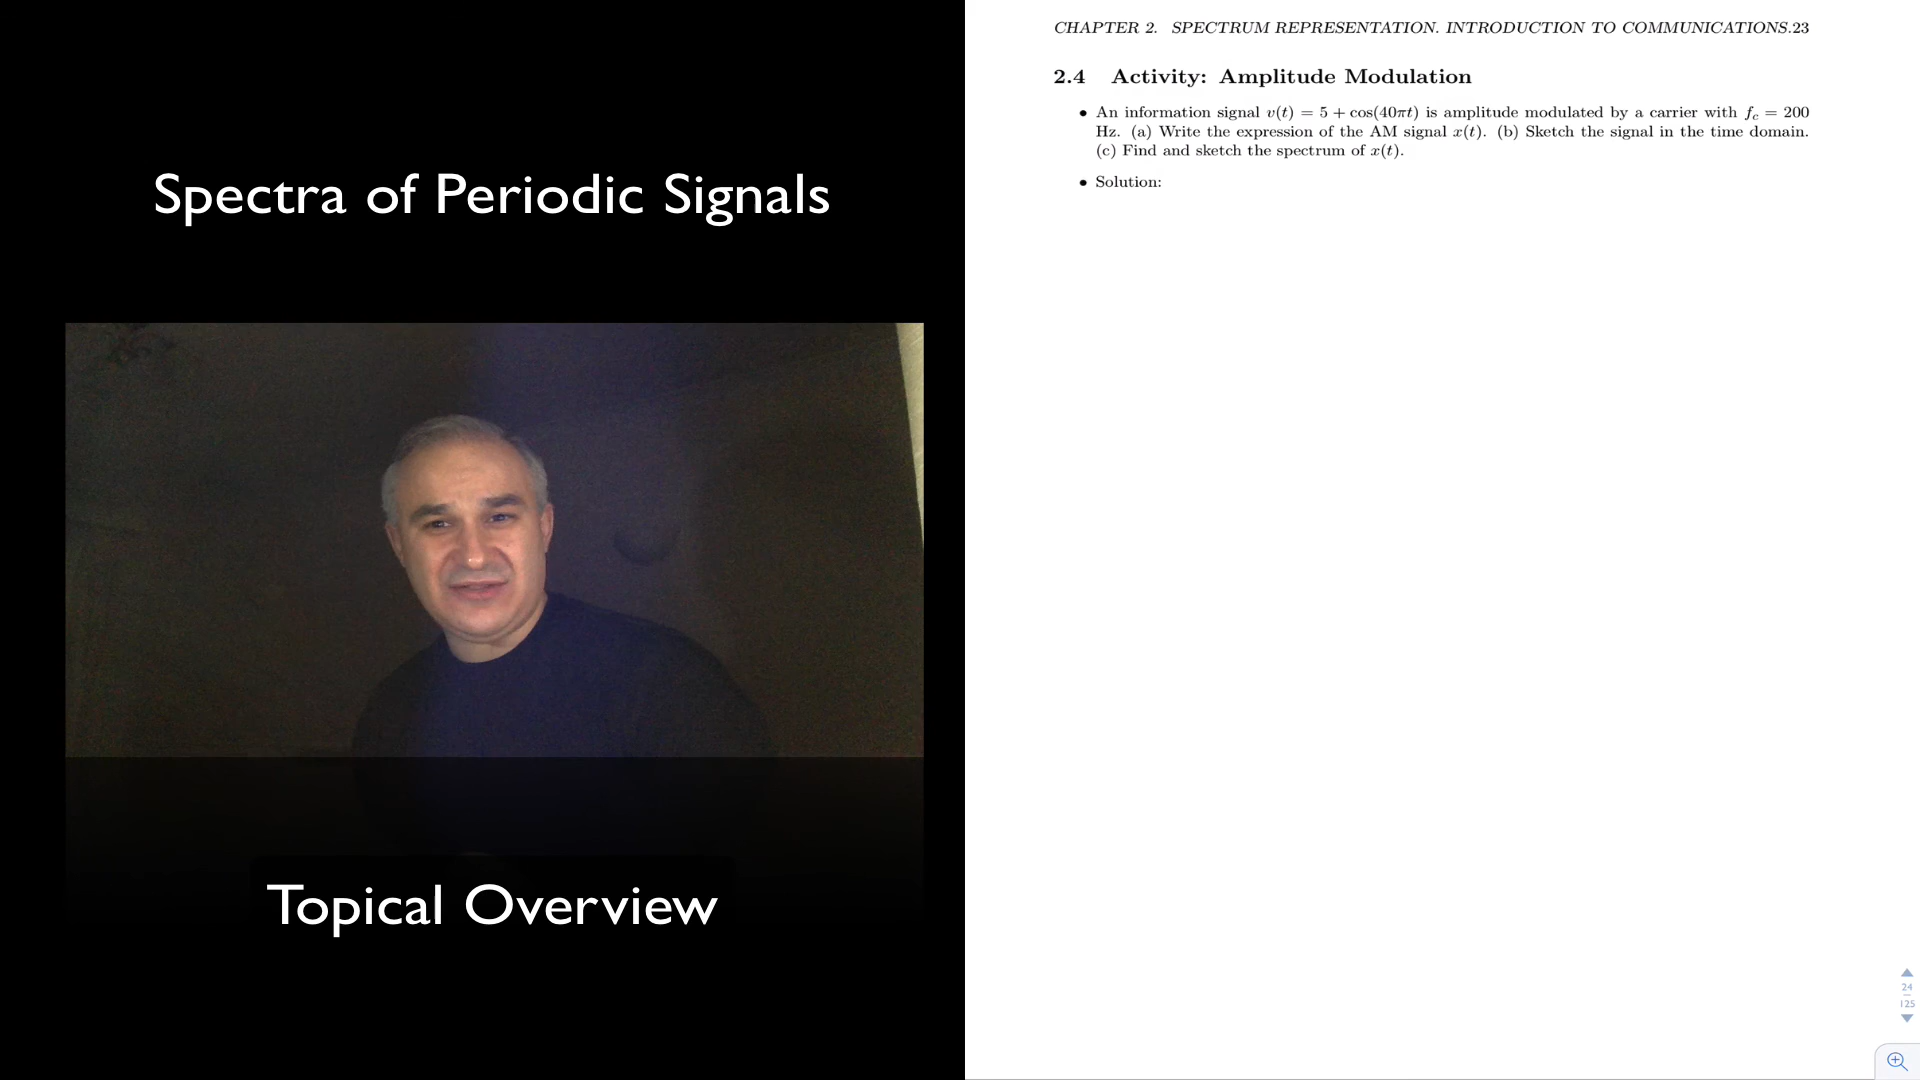 Spectra of Periodic Signals
Topical Overview
CHAPTER 2. SPECTRUM REPRESENTATION. INTRODUCTION TO COMMUNICATIONS.23
2.4 Activity: Amplitude Modulation
• An information signal v(t) = 5 + cos(40πt) is amplitude modulated by a carrier with f_c = 200
Hz. (a) Write the expression of the AM signal x(t). (b) Sketch the signal in the time domain.
(c) Find and sketch the spectrum of x(t).
• Solution:
24
125